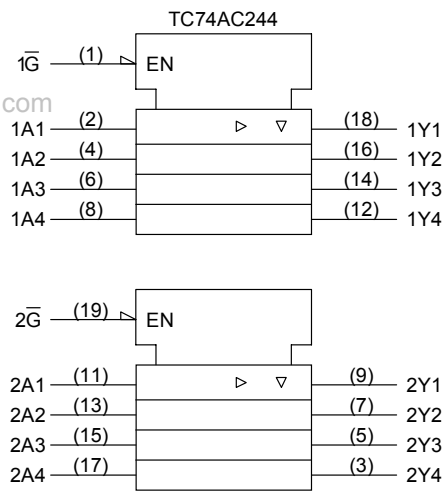 TC74AC244
1G̅ (1) EN
com
1A1 (2) (18) 1Y1
1A2 (4) (16) 1Y2
1A3 (6) (14) 1Y3
1A4 (8) (12) 1Y4
2G̅ (19) EN
2A1 (11) (9) 2Y1
2A2 (13) (7) 2Y2
2A3 (15) (5) 2Y3
2A4 (17) (3) 2Y4